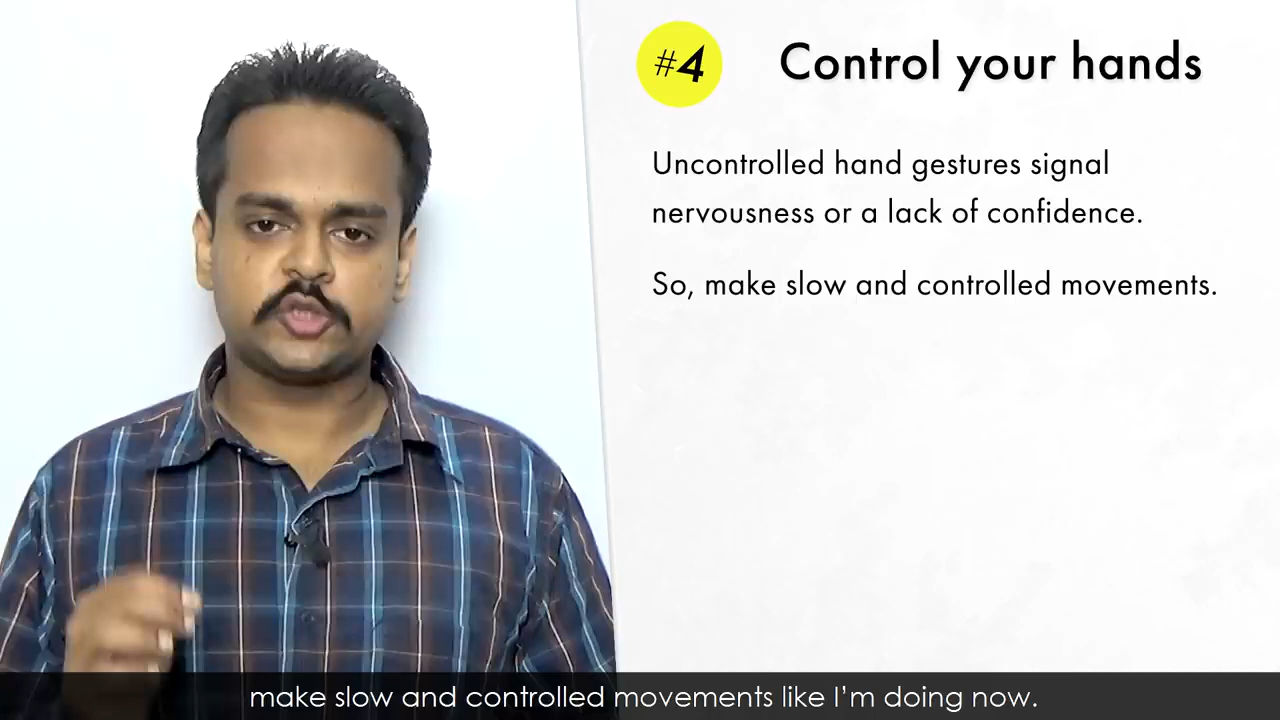 #4 Control your hands
Uncontrolled hand gestures signal
nervousness or a lack of confidence.
So, make slow and controlled movements.
make slow and controlled movements like I'm doing now.